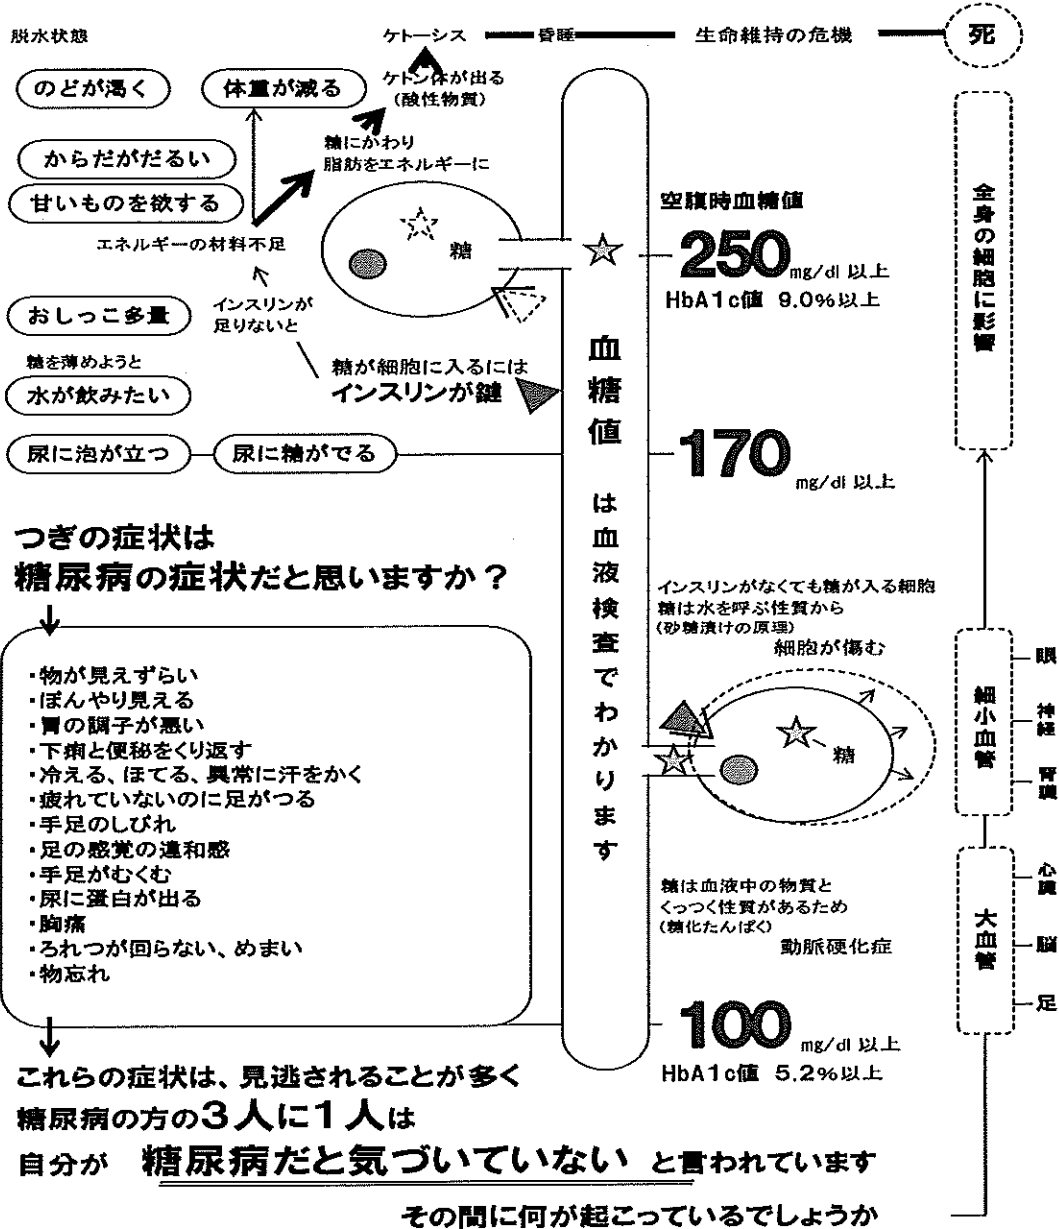 脱水状態
ケトーシス
昏睡
生命維持の危機
死
のどが渇く
体重が減る
ケトン体が出る
(酸性物質)
糖にかわり
脂肪をエネルギーに
からだがだるい
甘いものを欲する
エネルギーの材料不足
糖
空腹時血糖値
250 mg/dl 以上
HbA1c値 9.0%以上
全身の細胞に影響
おしっこ多量
インスリンが
足りないと
糖を薄めようと
水が飲みたい
糖が細胞に入るには
インスリンが鍵
尿に泡が立つ
尿に糖がでる
170
mg/dl 以上
血糖値は血液検査でわかります
つぎの症状は
糖尿病の症状だと思いますか？
・物が見えずらい
・ぼんやり見える
・胃の調子が悪い
・下痢と便秘をくり返す
・冷える、ほてる、異常に汗をかく
・疲れていないのに足がつる
・手足のしびれ
・足の感覚の違和感
・手足がむくむ
・尿に蛋白が出る
・胸痛
・ろれつが回らない、めまい
・物忘れ
インスリンがなくても糖が入る細胞
糖は水を呼ぶ性質から
(砂糖漬けの原理)
細胞が傷む
糖
細小血管
眼
神経
腎臓
糖は血液中の物質と
くっつく性質があるため
(糖化たんぱく)
動脈硬化症
大血管
心臓
脳
足
100 mg/dl 以上
HbA1c値 5.2%以上
これらの症状は、見逃されることが多く
糖尿病の方の3人に1人は
自分が 糖尿病だと気づいていない と言われています
その間に何が起こっているでしょうか